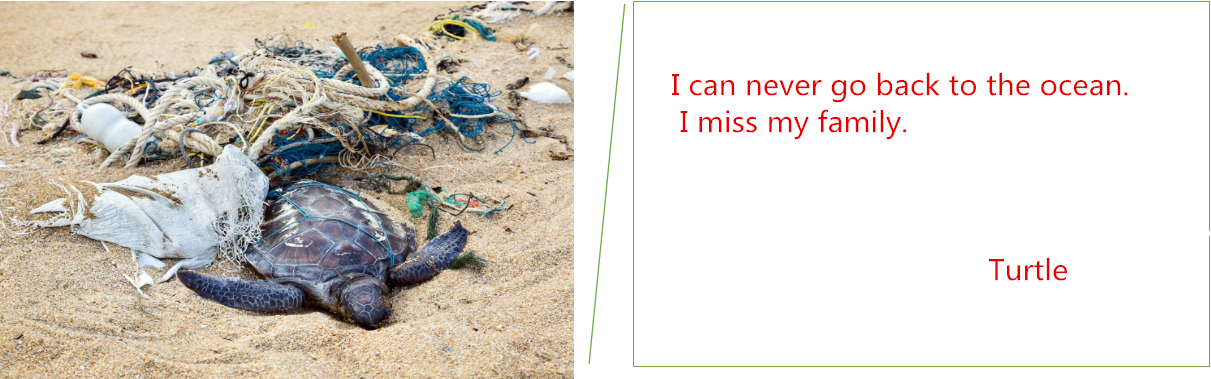 I can never go back to the ocean.
I miss my family.
Turtle